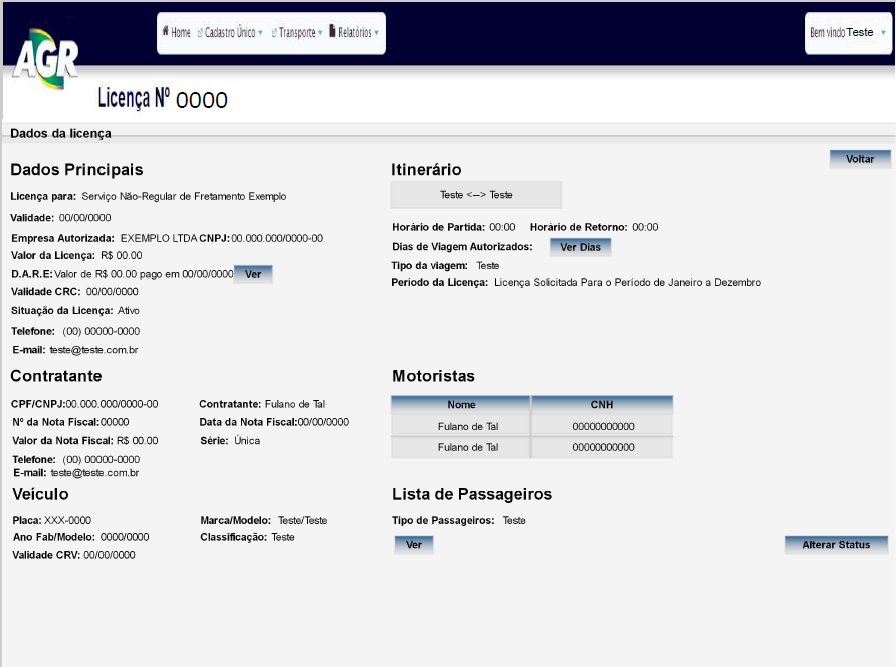 AGR
Home Cadastro Único Transporte Relatórios
Bem vindo Teste
Licença Nº 0000
Dados da licença
Voltar
Dados Principais
Licença para: Serviço Não-Regular de Fretamento Exemplo
Validade: 00/00/0000
Empresa Autorizada: EXEMPLO LTDA CNPJ: 00.000.000/0000-00
Valor da Licença: R$ 00.00
D.A.R.E: Valor de R$ 00.00 pago em 00/00/0000 Ver
Validade CRC: 00/00/0000
Situação da Licença: Ativo
Telefone: (00) 00000-0000
E-mail: teste@teste.com.br
Itinerário
Teste <--> Teste
Horário de Partida: 00:00 Horário de Retorno: 00:00
Dias de Viagem Autorizados: Ver Dias
Tipo da viagem: Teste
Periodo da Licença: Licença Solicitada Para o Período de Janeiro a Dezembro
Contratante
CPF/CNPJ:00.000.000/0000-00 Contratante: Fulano de Tal
Nº da Nota Fiscal: 00000 Data da Nota Fiscal:00/00/0000
Valor da Nota Fiscal: R$ 00.00 Série: Única
Telefone: (00) 00000-0000
E-mail: teste@teste.com.br
Motoristas
Nome CNH
Fulano de Tal 00000000000
Fulano de Tal 00000000000
Veículo
Placa: XXX-0000 Marca/Modelo: Teste/Teste
Ano Fab/Modelo: 0000/0000 Classificação: Teste
Validade CRV: 00/00/0000
Lista de Passageiros
Tipo de Passageiros: Teste
Ver
Alterar Status